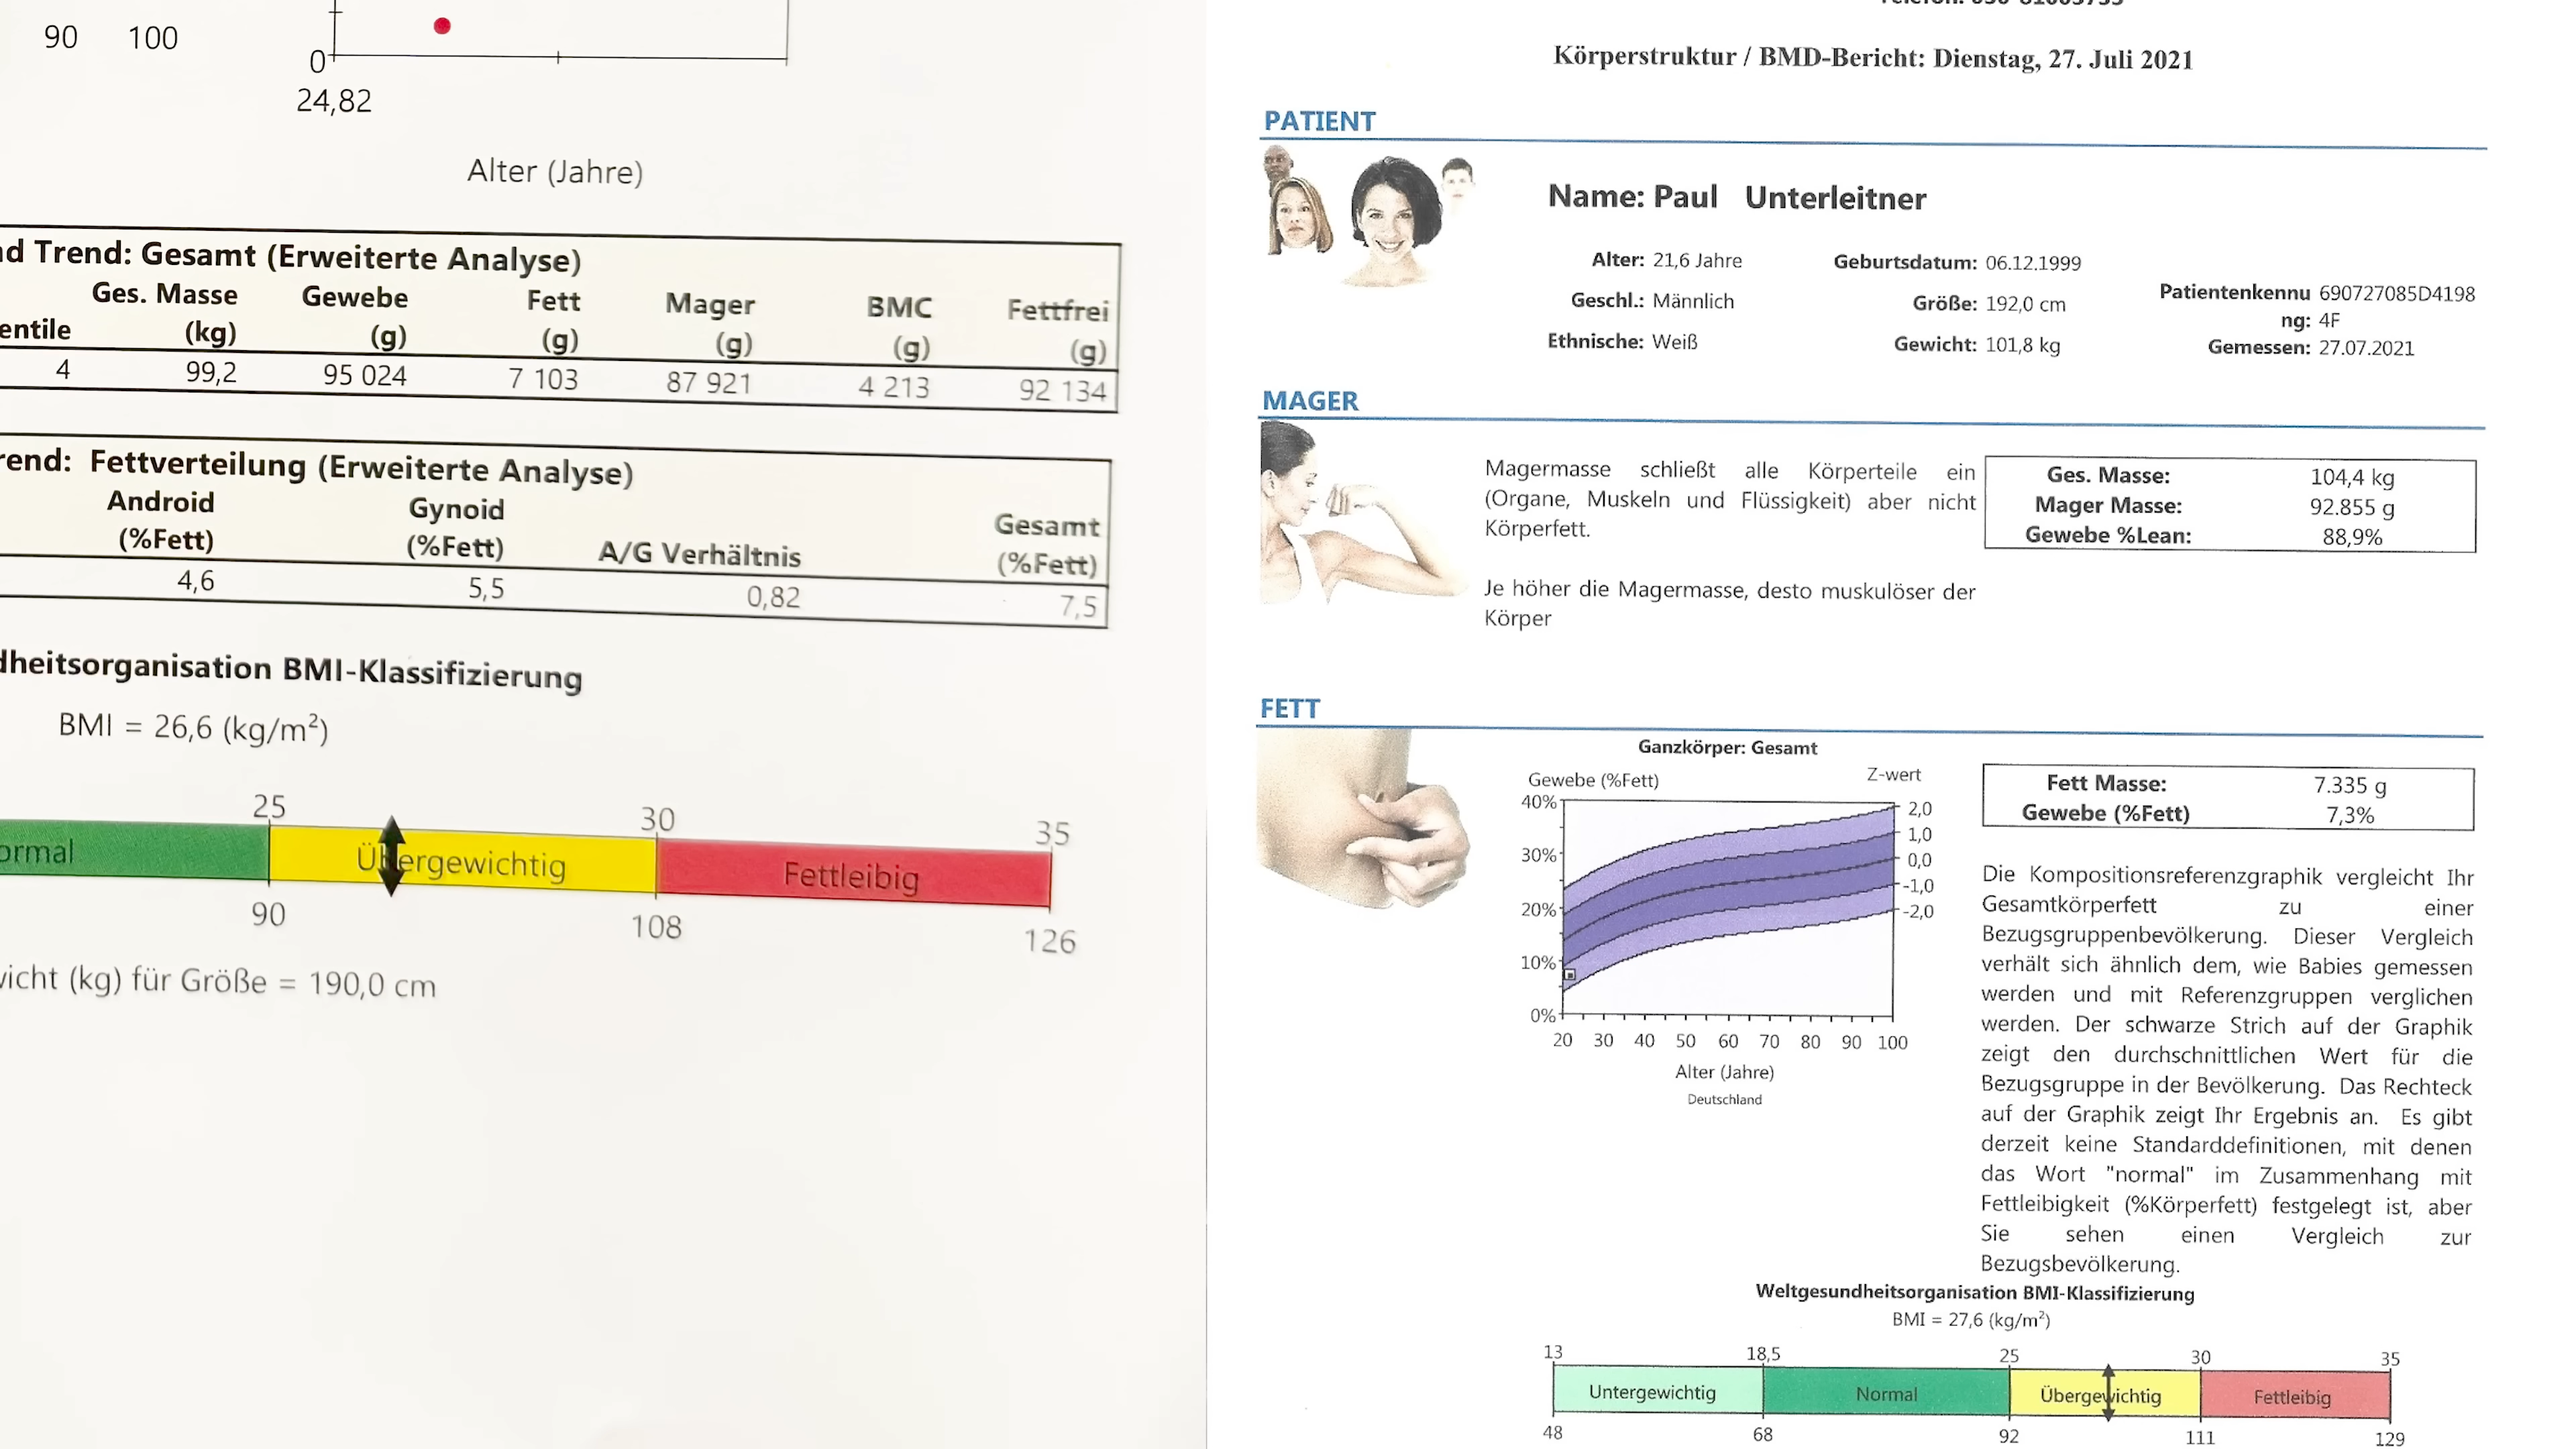 90 100
0
24,82
Alter (Jahre)
Trend: Gesamt (Erweiterte Analyse)
Ges. Masse Gewebe Fett Mager BMC Fettfrei
(kg) (g) (g) (g) (g) (g)
4 99,2 95 024 7 103 87 921 4 213 92 134
Fettverteilung (Erweiterte Analyse)
Android Gynoid Gesamt
(%Fett) (%Fett) A/G Verhältnis (%Fett)
4,6 5,5 0,82 7,5
BMI-Klassifizierung
BMI = 26,6 (kg/m²)
25 30 35
Übergewichtig Fettleibig
90 108 126
(kg) für Größe = 190,0 cm
Körperstruktur / BMD-Bericht: Dienstag, 27. Juli 2021
PATIENT
Name: Paul Unterleitner
Alter: 21,6 Jahre Geburtsdatum: 06.12.1999
Geschl.: Männlich Größe: 192,0 cm
Ethnische: Weiß Gewicht: 101,8 kg
Patientenkennu 690727085D4198
ng: 4F
Gemessen: 27.07.2021
MAGER
Magermasse schließt alle Körperteile ein
(Organe, Muskeln und Flüssigkeit) aber nicht
Körperfett.
Je höher die Magermasse, desto muskulöser der
Körper
Ges. Masse: 104,4 kg
Mager Masse: 92.855 g
Gewebe %Lean: 88,9%
FETT
Ganzkörper: Gesamt
Gewebe (%Fett) Z-wert
40% 2,0
1,0
30% 0,0
-1,0
20% -2,0
10%
0%
20 30 40 50 60 70 80 90 100
Alter (Jahre)
Deutschland
Fett Masse: 7.335 g
Gewebe (%Fett) 7,3%
Die Kompositionsreferenzgraphik vergleicht Ihr
Gesamtkörperfett zu einer
Bezugsgruppenbevölkerung. Dieser Vergleich
verhält sich ähnlich dem, wie Babies gemessen
werden und mit Referenzgruppen verglichen
werden. Der schwarze Strich auf der Graphik
zeigt den durchschnittlichen Wert für die
Bezugsgruppe in der Bevölkerung. Das Rechteck
auf der Graphik zeigt Ihr Ergebnis an. Es gibt
derzeit keine Standarddefinitionen, mit denen
das Wort "normal" im Zusammenhang mit
Fettleibigkeit (%Körperfett) festgelegt ist, aber
Sie sehen einen Vergleich zur
Bezugsbevölkerung.
Weltgesundheitsorganisation BMI-Klassifizierung
BMI = 27,6 (kg/m²)
13 18,5 25 30 35
Untergewichtig Normal Übergewichtig Fettleibig
48 68 92 111 129